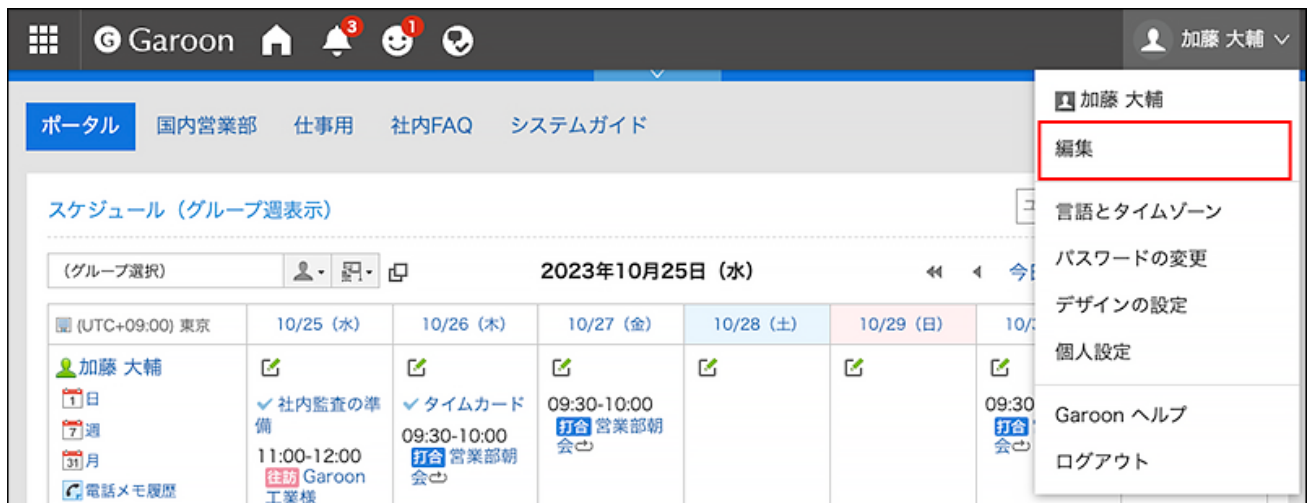 Garoon 3 1 加藤 大輔
加藤 大輔
編集
言語とタイムゾーン
パスワードの変更
デザインの設定
個人設定
Garoon ヘルプ
ログアウト
ポータル 国内営業部 仕事用 社内FAQ システムガイド
スケジュール（グループ週表示）
（グループ選択） 2023年10月25日（水）
(UTC+09:00) 東京 10/25（水） 10/26（木） 10/27（金） 10/28（土） 10/29（日）
加藤 大輔
1 日
7 週
31 月
電話メモ履歴
社内監査の準
備
11:00-12:00
往訪 Garoon
工業様
タイムカード
09:30-10:00
打合 営業部朝
会
09:30-10:00
打合 営業部朝
会
09:30
打合
会